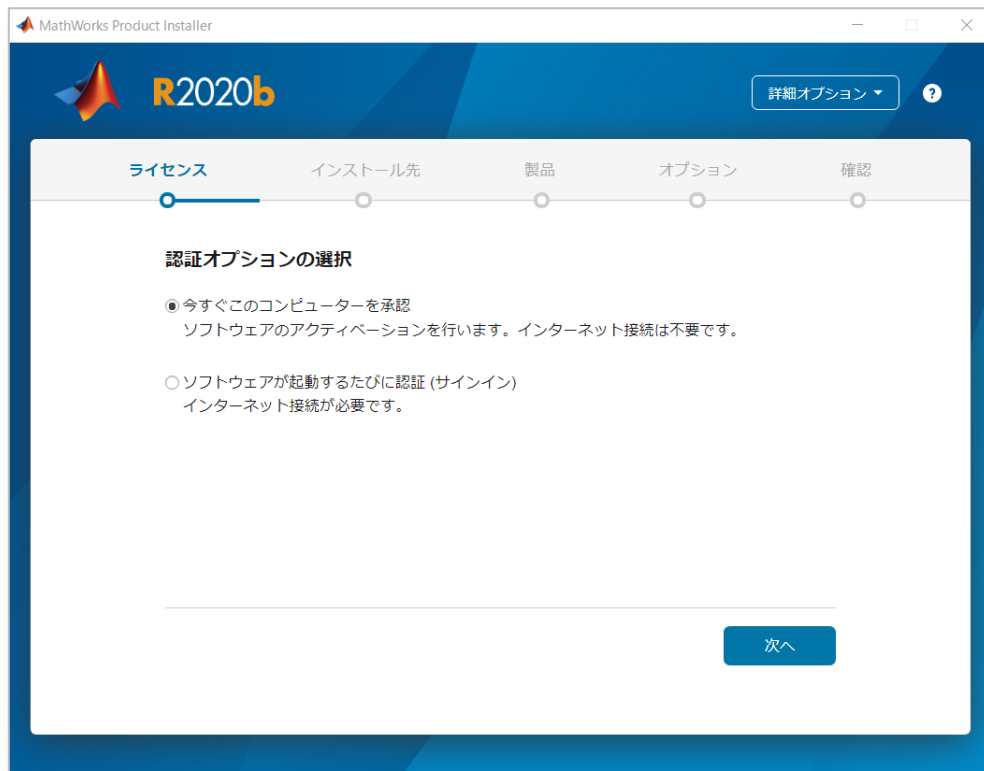 MathWorks Product Installer
R2020b
詳細オプション
?
ライセンス インストール先 製品 オプション 確認
認証オプションの選択
今すぐこのコンピューターを承認
ソフトウェアのアクティベーションを行います。インターネット接続は不要です。
ソフトウェアが起動するたびに認証 (サインイン)
インターネット接続が必要です。
次へ